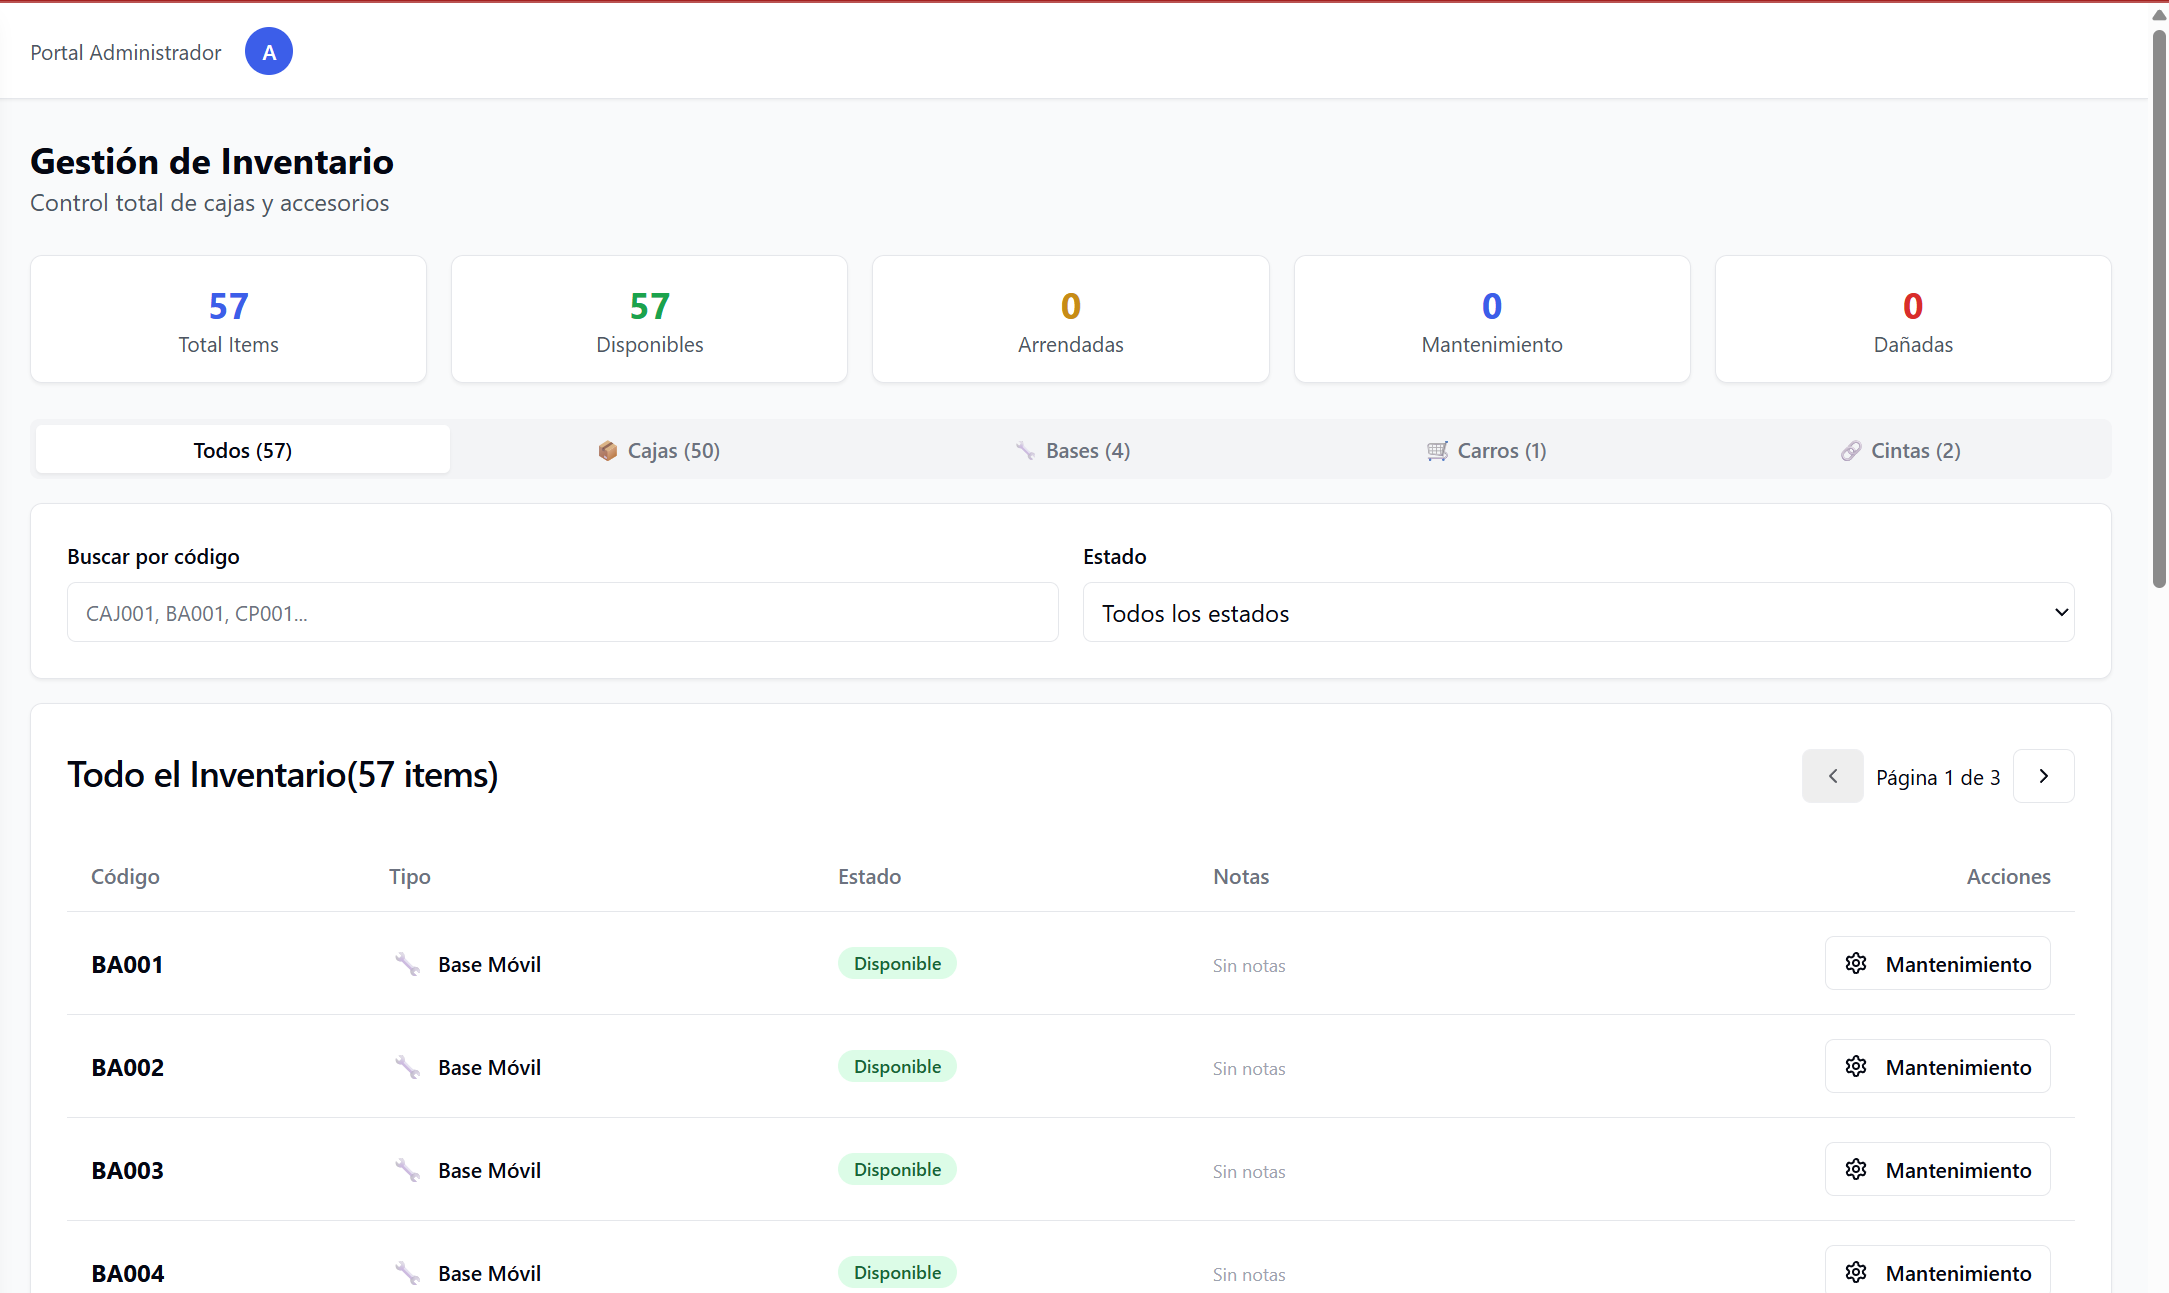 Portal Administrador A
Gestión de Inventario
Control total de cajas y accesorios
57 57 0 0 0
Total Items Disponibles Arrendadas Mantenimiento Dañadas
Todos (57) Cajas (50) Bases (4) Carros (1) Cintas (2)
Buscar por código Estado
CAJ001, BA001, CP001... Todos los estados
Todo el Inventario(57 items) Página 1 de 3
Código Tipo Estado Notas Acciones
BA001 Base Móvil Disponible Sin notas Mantenimiento
BA002 Base Móvil Disponible Sin notas Mantenimiento
BA003 Base Móvil Disponible Sin notas Mantenimiento
BA004 Base Móvil Disponible Sin notas Mantenimiento